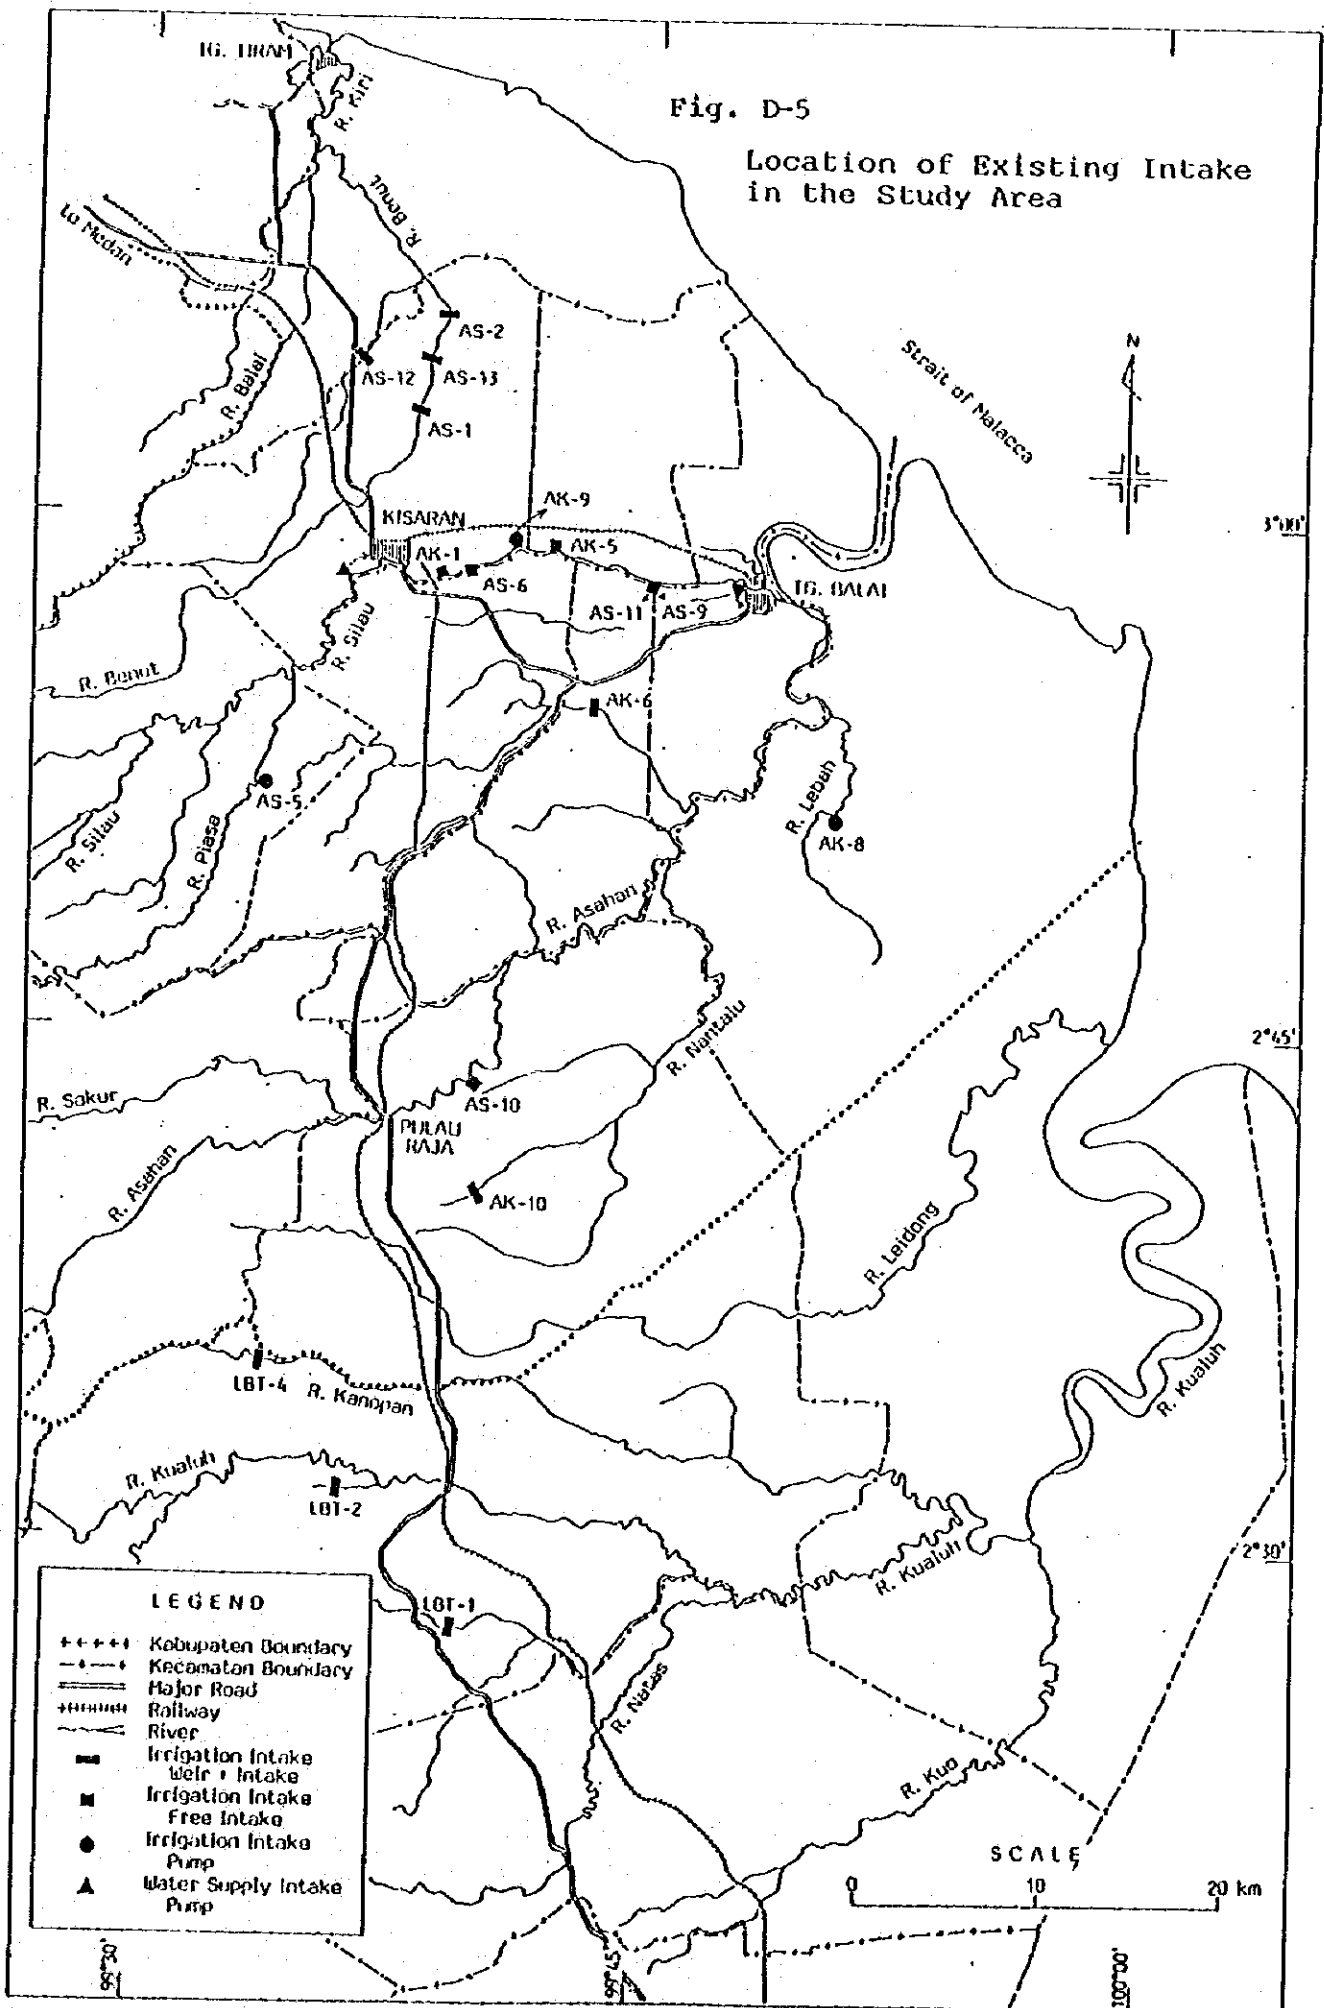 Fig. D-5
Location of Existing Intake
in the Study Area
TG. TIRAM
R. Kiri
R. Benut
to Medan
AS-2
AS-12
AS-13
AS-1
R. Balai
Strait of Malacca
N
AK-9
KISARAN
AK-1
AK-5
AS-6
3°00'
TG. BALAI
AS-11
AS-9
R. Silau
R. Benut
AK-6
AS-5
R. Lebah
AK-8
R. Silau
R. Piasa
R. Asahan
R. Nantalu
2°45'
R. Sakur
AS-10
PULAU
RAJA
R. Asahan
AK-10
R. Leidong
LBT-4
R. Kanopan
R. Kualuh
R. Kualuh
LBT-2
2°30'
R. Kualuh
LBT-1
R. Natas
R. Kuo
LEGEND
Kabupaten Boundary
Kecamatan Boundary
Major Road
Railway
River
Irrigation Intake
Weir + Intake
Irrigation Intake
Free Intake
Irrigation Intake
Pump
Water Supply Intake
Pump
SCALE
0 10 20 km
99°30'
99°45'
100°00'